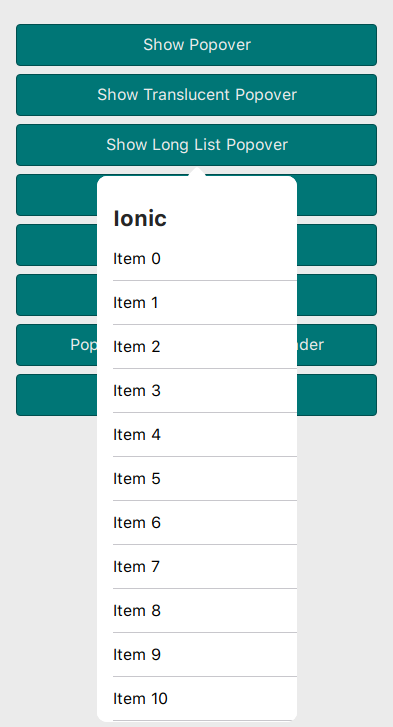 Show Popover
Show Translucent Popover
Show Long List Popover
Ionic
Item 0
Item 1
Item 2
Item 3
Item 4
Item 5
Item 6
Item 7
Item 8
Item 9
Item 10